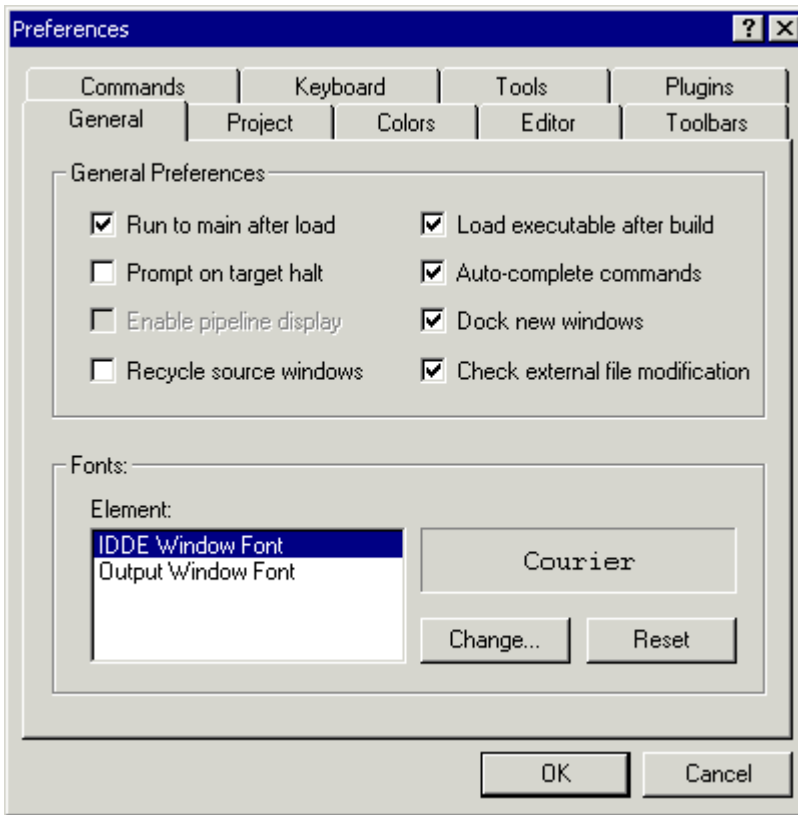 Preferences
Commands Keyboard Tools Plugins
General Project Colors Editor Toolbars
General Preferences
Run to main after load
Load executable after build
Prompt on target halt
Auto-complete commands
Enable pipeline display
Dock new windows
Recycle source windows
Check external file modification
Fonts:
Element:
IDDE Window Font
Output Window Font
Courier
Change... Reset
OK Cancel